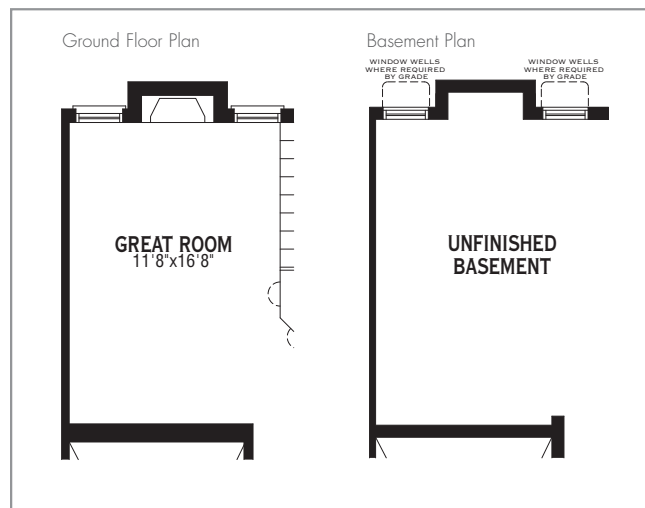 Ground Floor Plan
GREAT ROOM
11'8"x16'8"
Basement Plan
WINDOW WELLS
WHERE REQUIRED
BY GRADE
WINDOW WELLS
WHERE REQUIRED
BY GRADE
UNFINISHED
BASEMENT